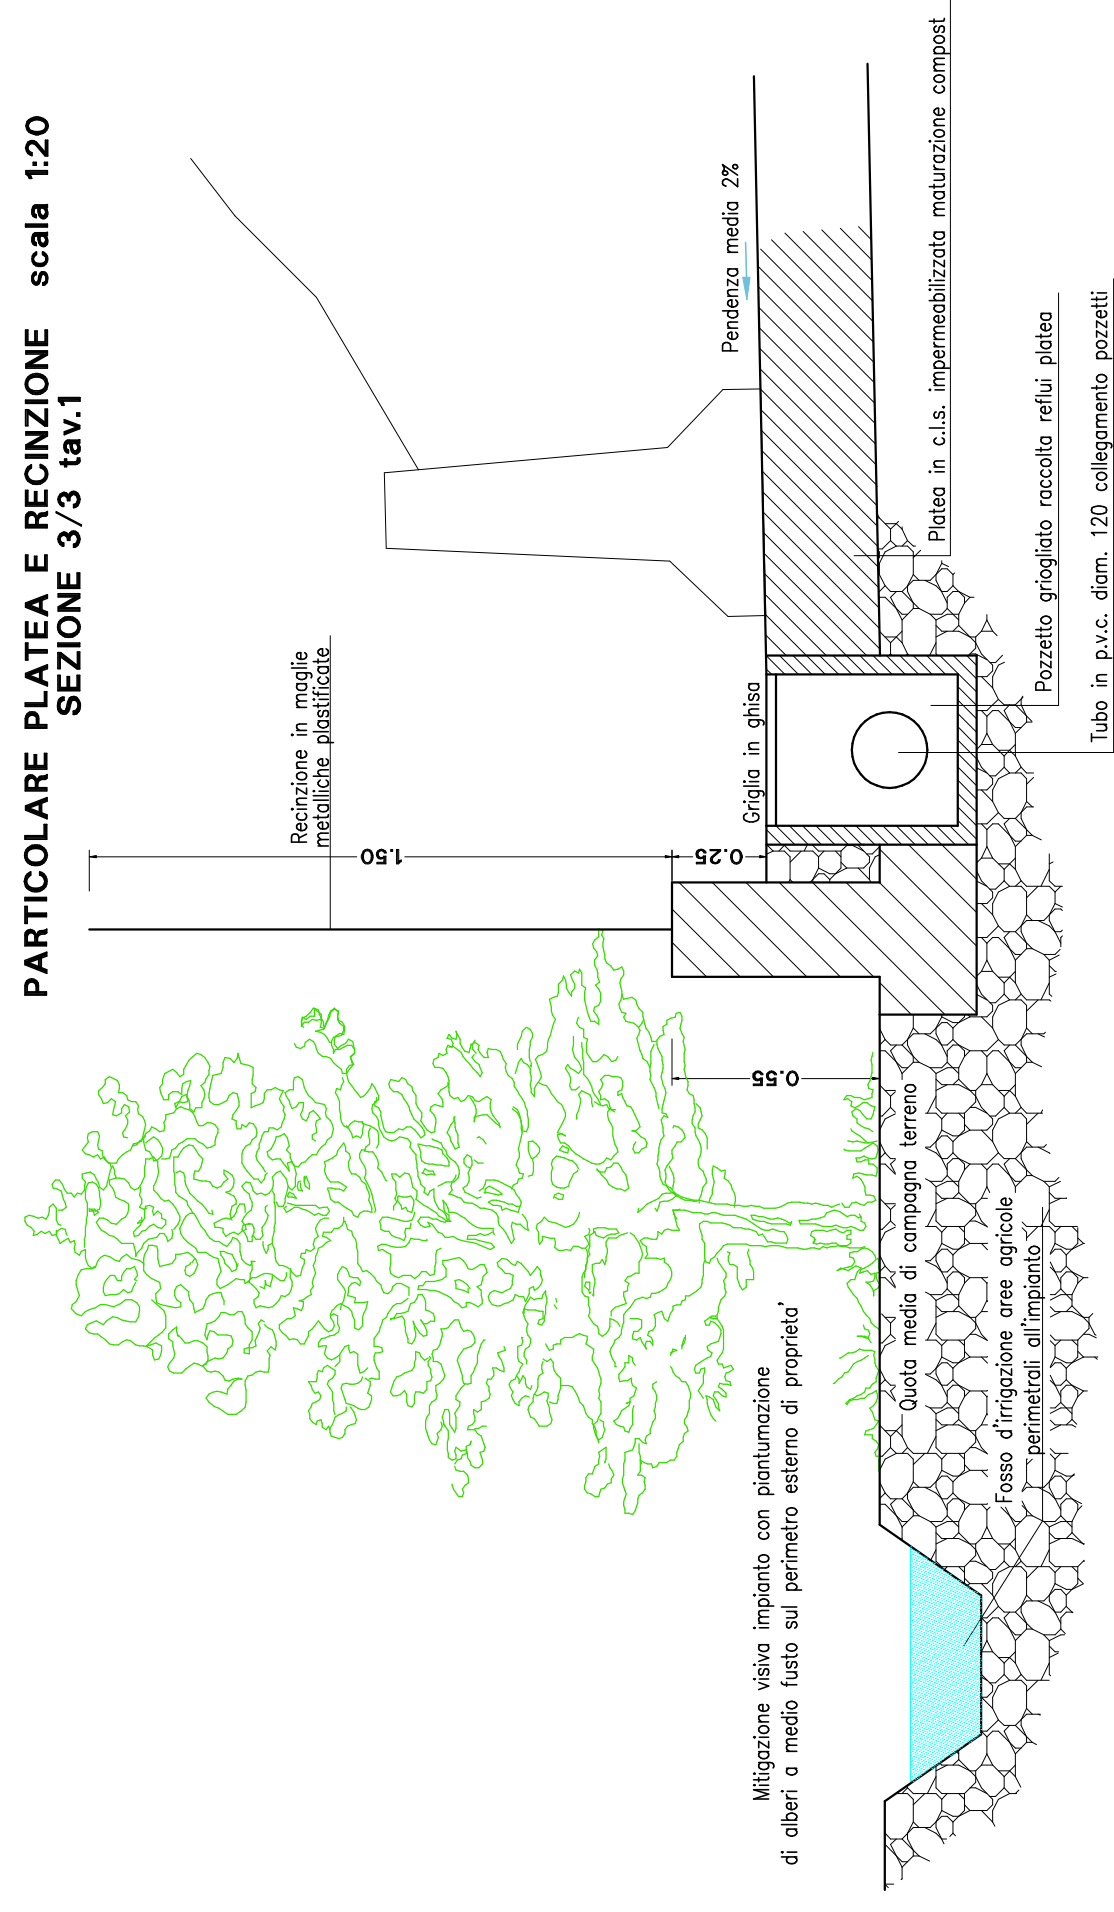 PARTICOLARE PLATEA E RECINZIONE scala 1:20
SEZIONE 3/3 tav.1
Recinzione in maglie
metalliche plastificate
1.50
0.25
0.55
Pendenza media 2%
Griglia in ghisa
Platea in c.l.s. impermeabilizzata maturazione compost
Pozzetto griogliato raccolta reflui platea
Tubo in p.v.c. diam. 120 collegamento pozzetti
Mitigazione visiva impianto con piantumazione
di alberi a medio fusto sul perimetro esterno di proprieta'
Quota media di campagna terreno
Fosso d'irrigazione aree agricole
perimetrali all'impianto